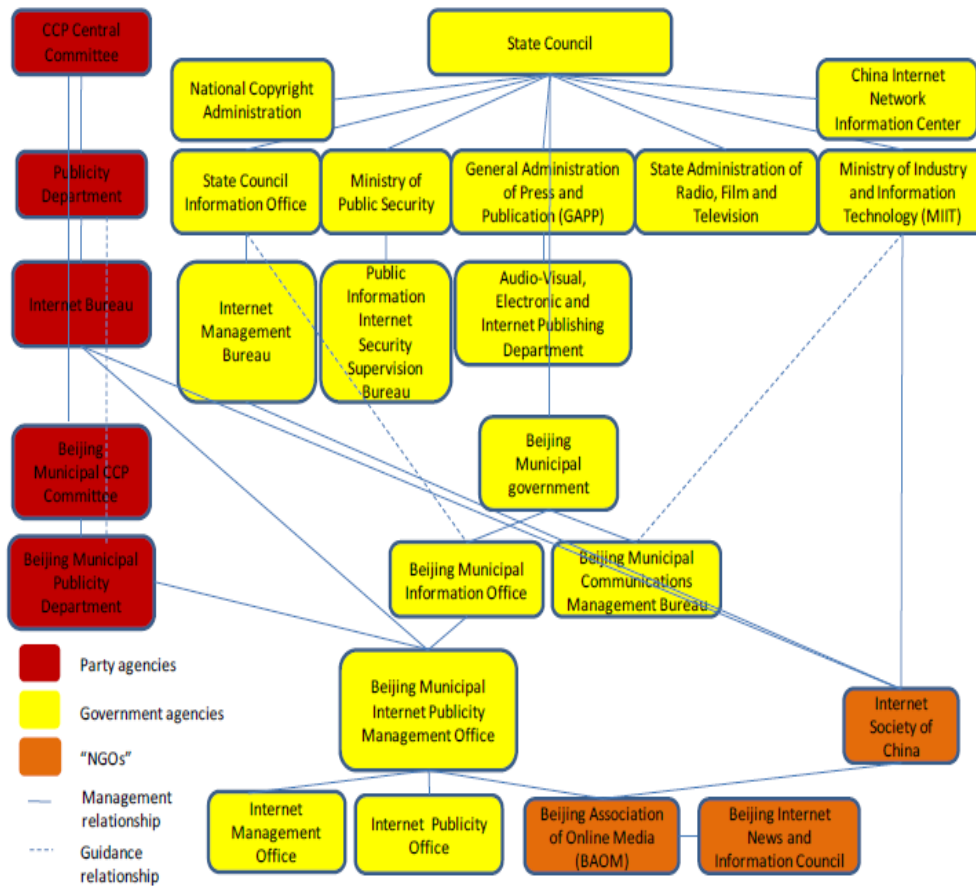 CCP Central
Committee
State Council
National Copyright
Administration
China Internet
Network
Information Center
Publicity
Department
State Council
Information Office
Ministry of
Public Security
General Administration
of Press and
Publication (GAPP)
State Administration of
Radio, Film and
Television
Ministry of Industry
and Information
Technology (MIIT)
Internet Bureau
Internet
Management
Bureau
Public
Information
Internet
Security
Supervision
Bureau
Audio-Visual,
Electronic and
Internet Publishing
Department
Beijing
Municipal CCP
Committee
Beijing
Municipal
government
Beijing Municipal
Publicity
Department
Beijing Municipal
Information Office
Beijing Municipal
Communications
Management Bureau
Party agencies
Government agencies
"NGOs"
Management
relationship
Guidance
relationship
Beijing Municipal
Internet Publicity
Management Office
Internet
Society of
China
Internet
Management
Office
Internet Publicity
Office
Beijing Association
of Online Media
(BAOM)
Beijing Internet
News and
Information Council